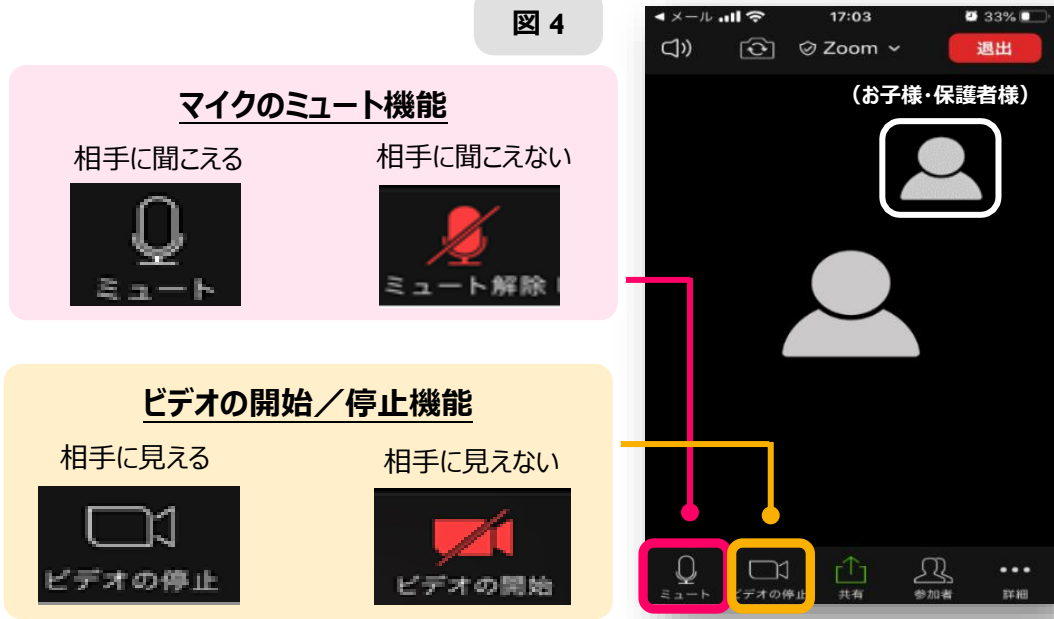 図 4
マイクのミュート機能
相手に聞こえる
相手に聞こえない
ミュート
ミュート解除
ビデオの開始／停止機能
相手に見える
相手に見えない
ビデオの停止
ビデオの開始
メール
17:03
33%
Zoom
退出
（お子様・保護者様）
ミュート
ビデオの停止
共有
参加者
詳細